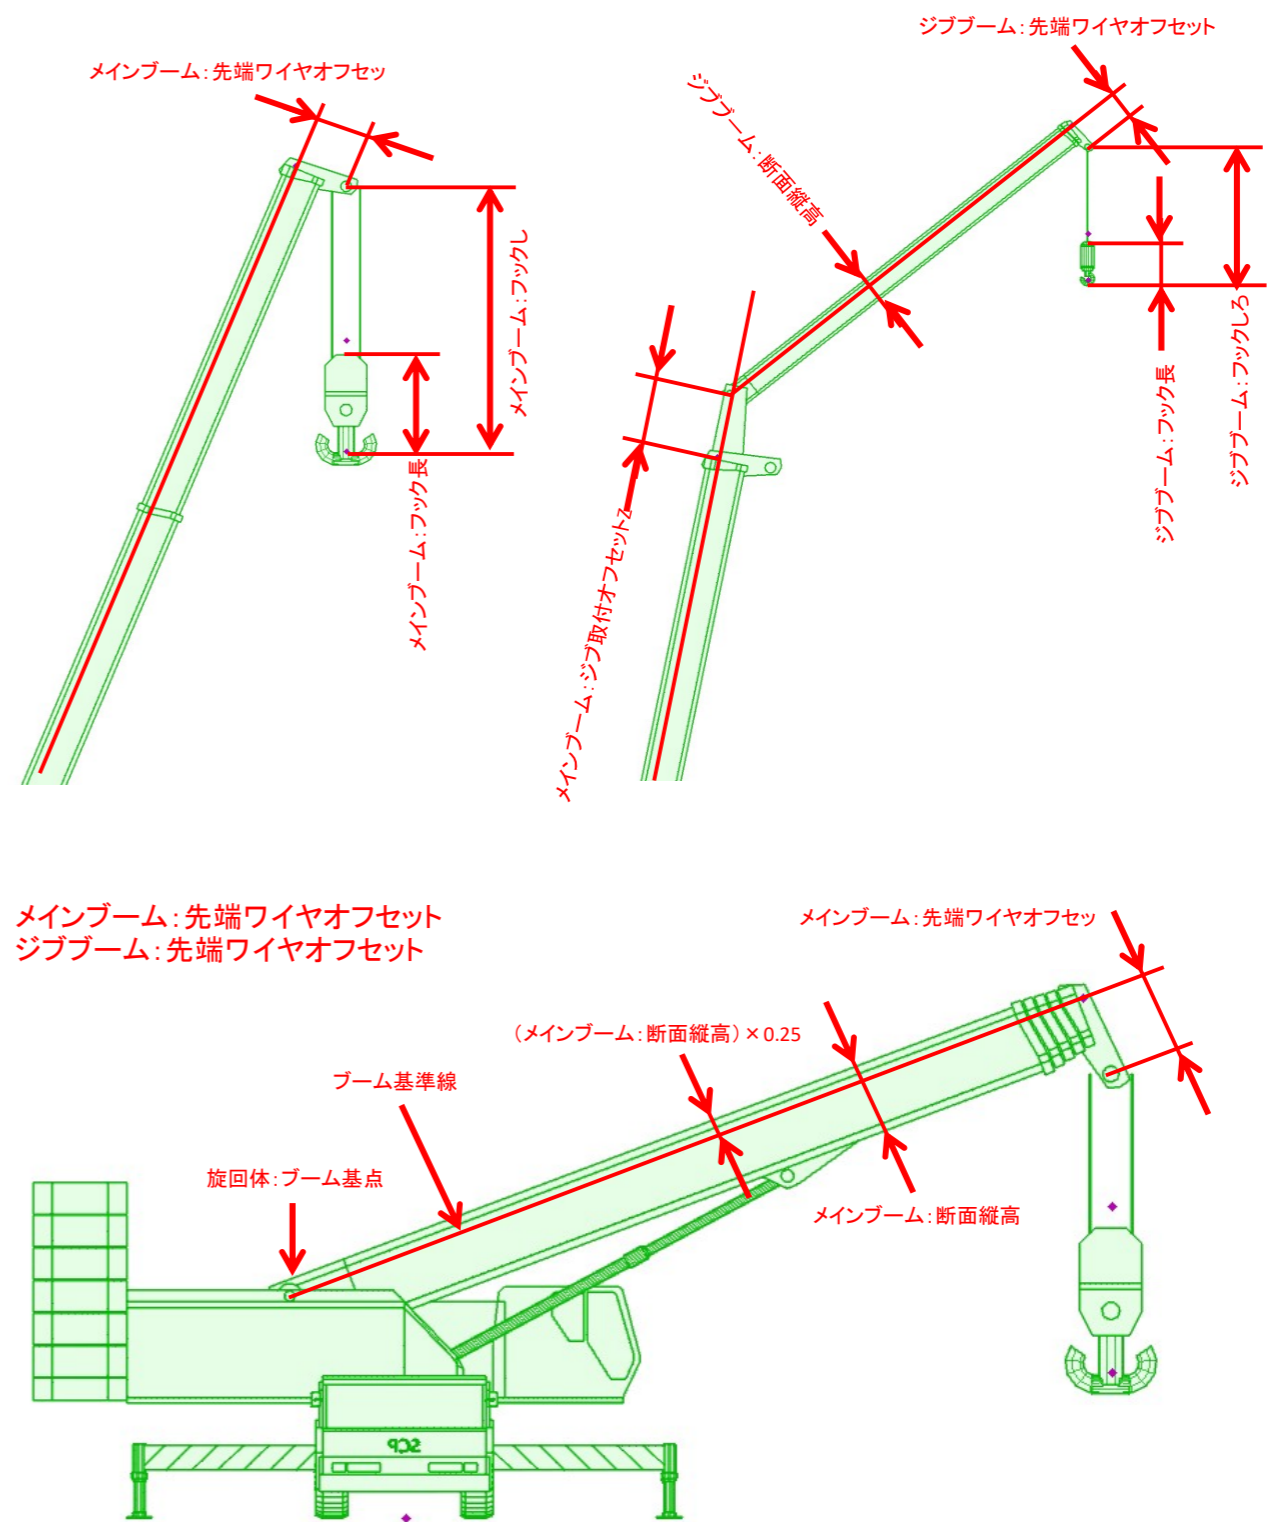 ジブブーム：先端ワイヤオフセット
メインブーム：先端ワイヤオフセッ
ジブブーム：断面縦高
メインブーム：フックし
メインブーム：フック長
ジブブーム：フックしろ
ジブブーム：フック長
メインブーム：ジブ取付オフセットZ
メインブーム：先端ワイヤオフセット
ジブブーム：先端ワイヤオフセット
メインブーム：先端ワイヤオフセッ
（メインブーム：断面縦高）×0.25
ブーム基準線
旋回体：ブーム基点
メインブーム：断面縦高
SCP